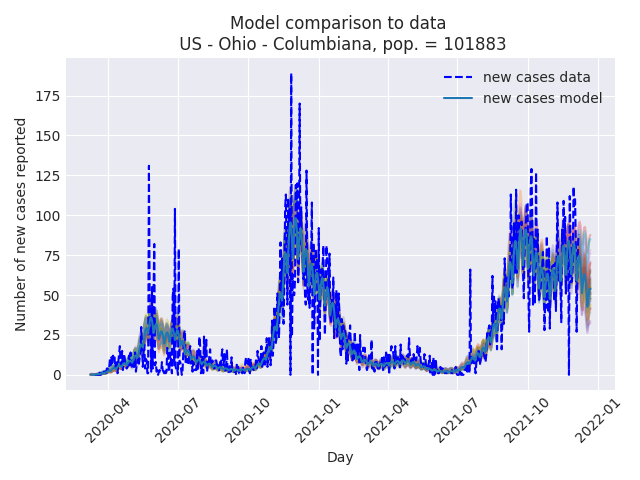 Model comparison to data
US - Ohio - Columbiana, pop. = 101883
new cases data
new cases model
Number of new cases reported
175
150
125
100
75
50
25
0
2020-04
2020-07
2020-10
2021-01
2021-04
2021-07
2021-10
2022-01
Day